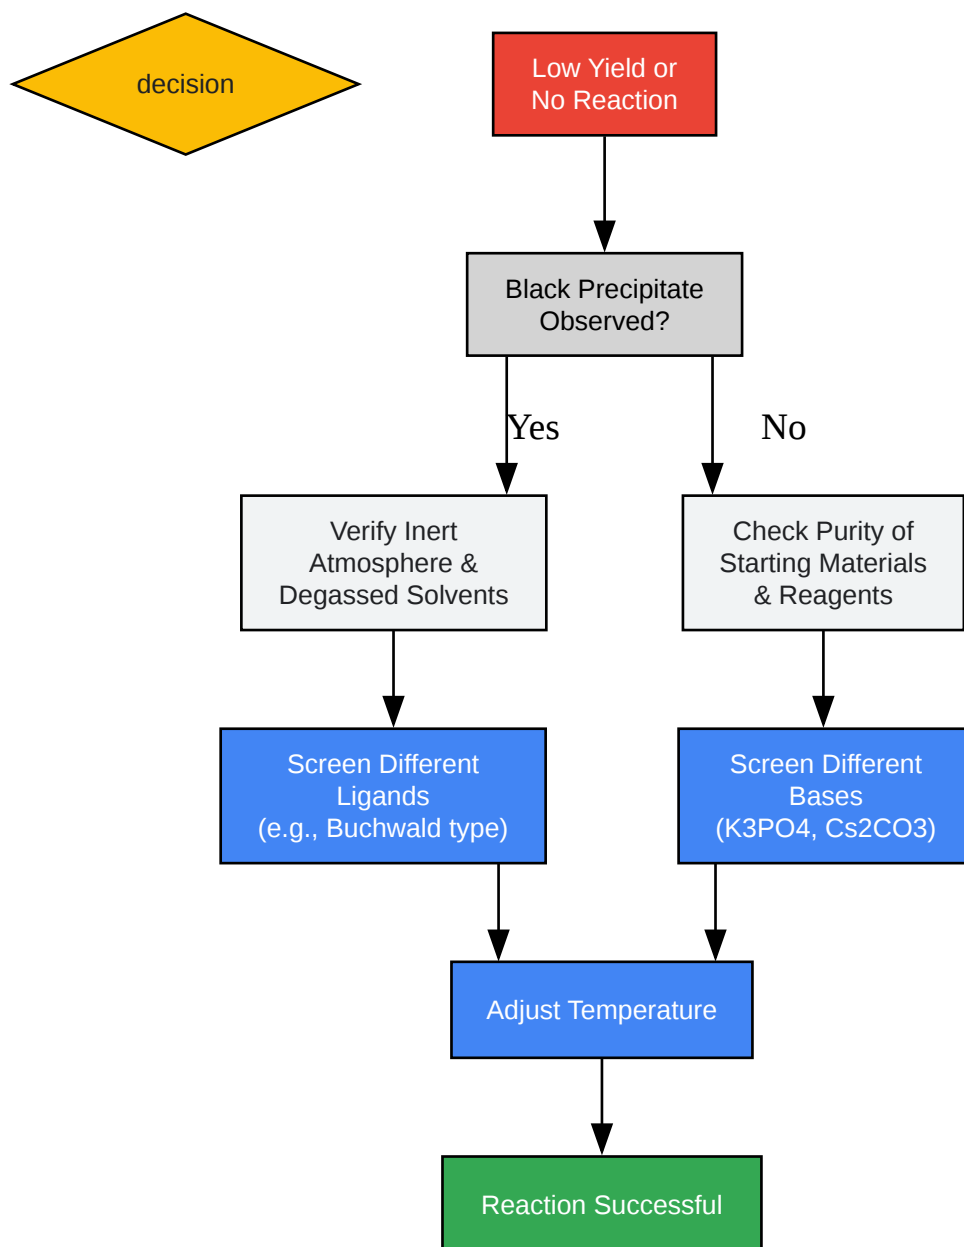 decision
Low Yield or
No Reaction
Black Precipitate
Observed?
Yes
No
Verify Inert
Atmosphere &
Degassed Solvents
Check Purity of
Starting Materials
& Reagents
Screen Different
Ligands
(e.g., Buchwald type)
Screen Different
Bases
(K3PO4, Cs2CO3)
Adjust Temperature
Reaction Successful